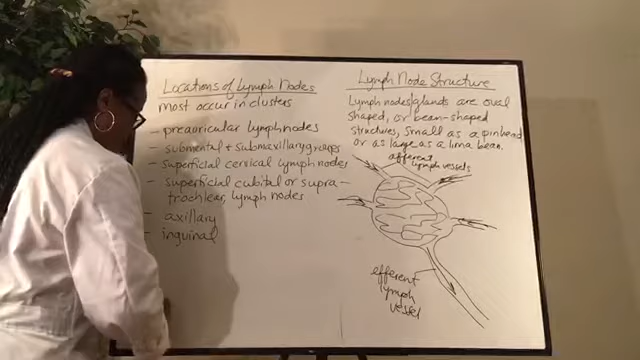 Locations of Lymph Nodes
most occur in clusters
- preauricular lymph nodes
- submental + submaxillary groups
- superficial cervical lymph nodes
- superficial cubital or supra-
trochlear, lymph nodes
- axillary
- inguinal
Lymph Node Structure
Lymph nodes/glands are oval
shaped, or bean-shaped
structures, small as a pinhead
or as large as a lima bean.
afferent
lymph vessels
efferent
lymph
vessel